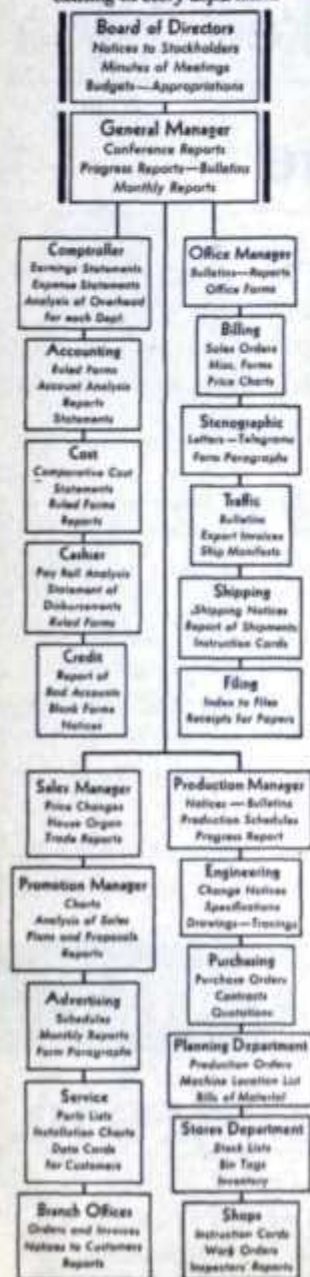 Board of Directors
Notices to Stockholders
Minutes of Meetings
Budgets—Appropriations
General Manager
Conference Reports
Progress Reports—Bulletins
Monthly Reports
Comptroller
Earnings Statements
Expense Statements
Analysis of Overhead
for each Dept.
Accounting
Ruled Forms
Account Analysis
Reports
Statements
Cost
Comparative Cost
Statements
Ruled Forms
Reports
Cashier
Pay Roll Analysis
Statement of
Disbursements
Ruled Forms
Credit
Report of
Bad Accounts
Blank Forms
Notices
Office Manager
Bulletins—Reports
Office Forms
Billing
Sales Orders
Misc. Forms
Price Charts
Stenographic
Letters—Telegrams
Form Paragraphs
Traffic
Bulletins
Export Invoices
Ship Manifests
Shipping
Shipping Notices
Report of Shipments
Instruction Cards
Filing
Index to Files
Receipts for Papers
Sales Manager
Price Changes
House Organ
Trade Reports
Promotion Manager
Charts
Analysis of Sales
Plans and Proposals
Reports
Advertising
Schedules
Monthly Reports
Form Paragraphs
Service
Parts Lists
Installation Charts
Data Cards
for Customers
Branch Offices
Orders and Invoices
Notices to Customers
Reports
Production Manager
Notices — Bulletins
Production Schedules
Progress Report
Engineering
Change Notices
Specifications
Drawings—Tracings
Purchasing
Purchase Orders
Contracts
Quotations
Planning Department
Production Orders
Machine Location List
Bills of Material
Stores Department
Stock Lists
Bin Tags
Inventory
Shops
Instruction Cards
Work Orders
Inspectors' Reports